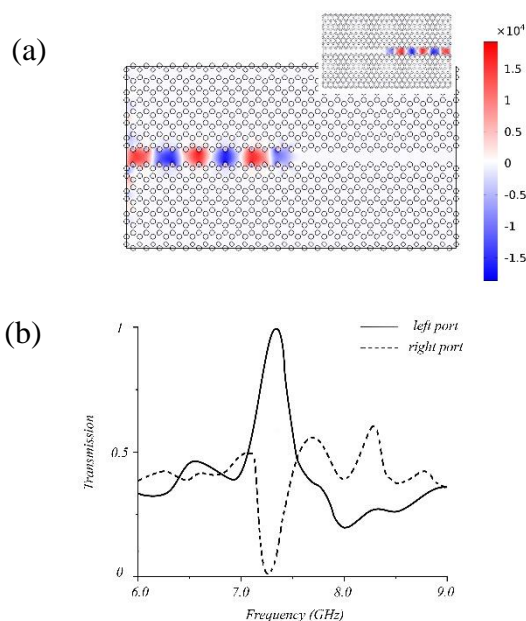 (a)
×10⁴
1.5
1
0.5
0
-0.5
-1
-1.5
(b)
left port
right port
Transmission
1
0.5
0
6.0 7.0 8.0 9.0
Frequency (GHz)